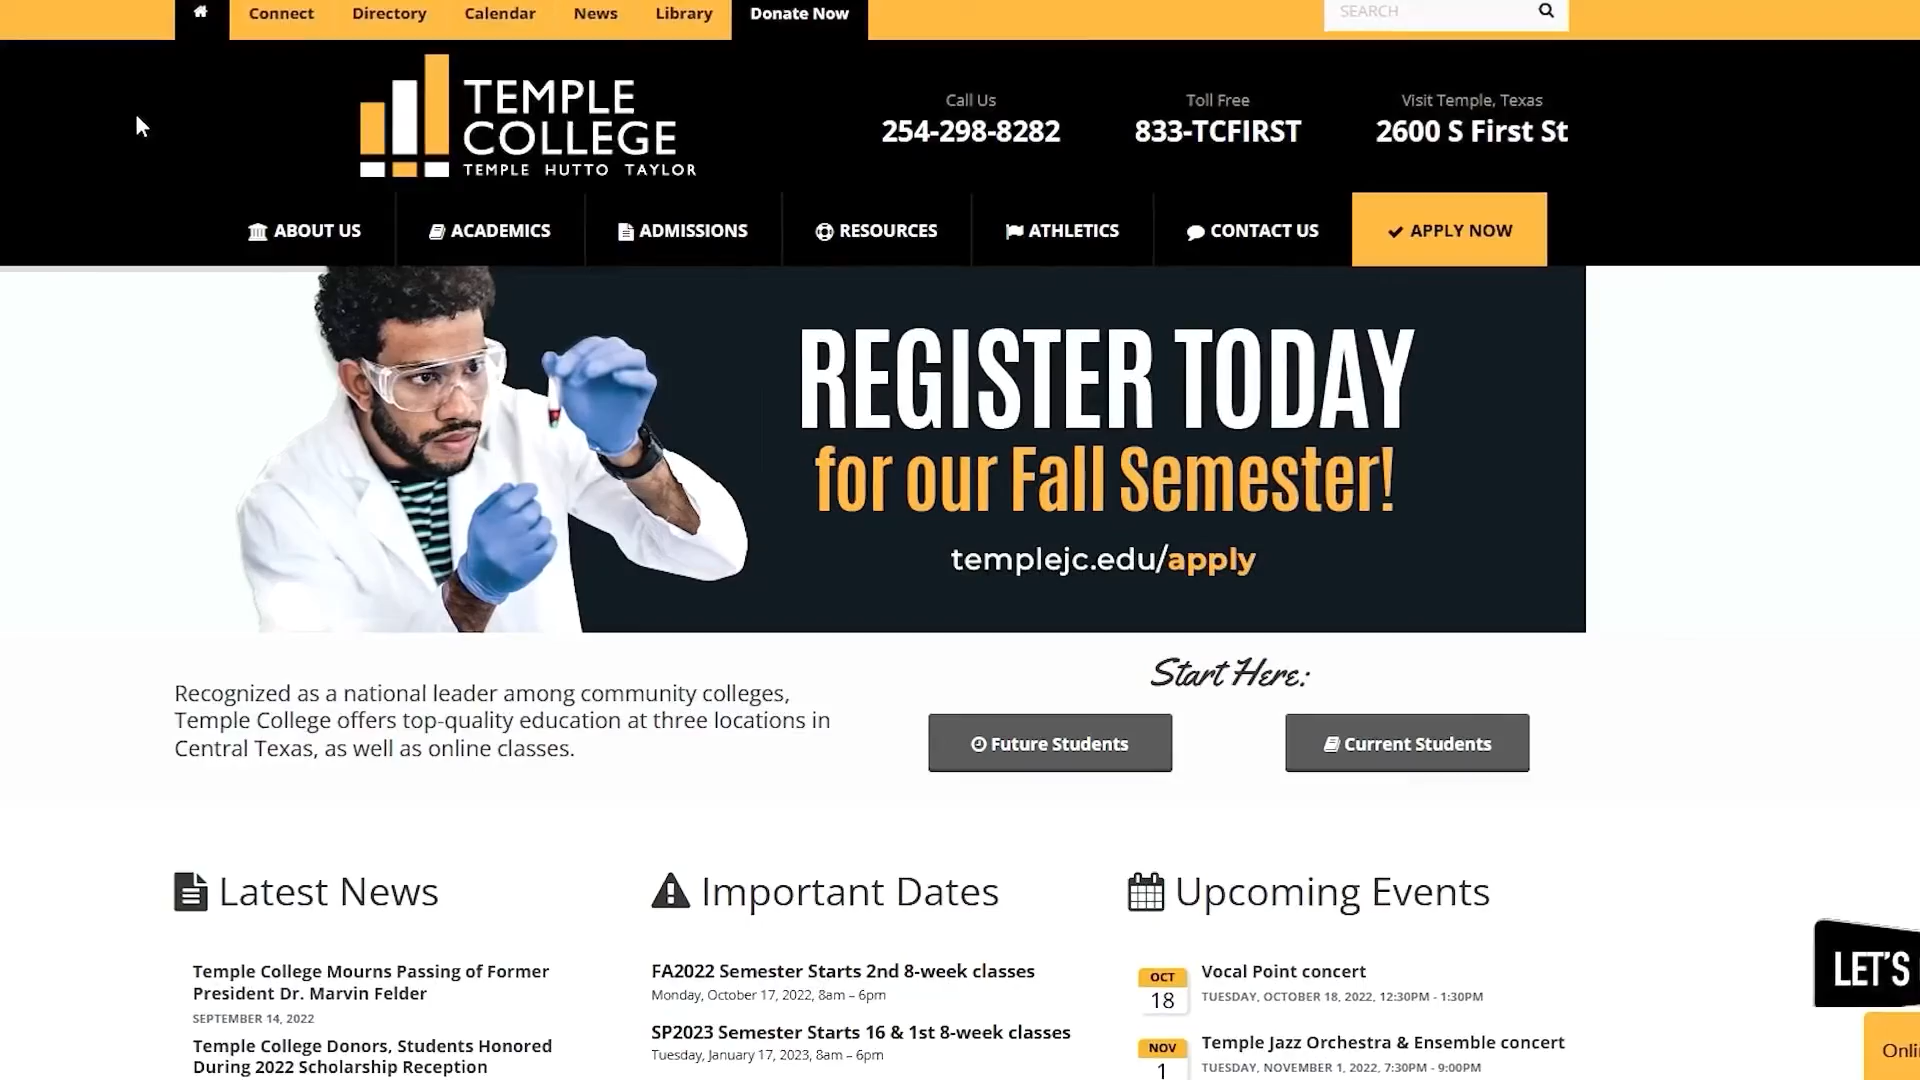 Connect Directory Calendar News Library Donate Now SEARCH
TEMPLE
COLLEGE
TEMPLE HUTTO TAYLOR
Call Us
254-298-8282
Toll Free
833-TCFIRST
Visit Temple, Texas
2600 S First St
ABOUT US ACADEMICS ADMISSIONS RESOURCES ATHLETICS CONTACT US APPLY NOW
REGISTER TODAY
for our Fall Semester!
templejc.edu/apply
Recognized as a national leader among community colleges,
Temple College offers top-quality education at three locations in
Central Texas, as well as online classes.
Start Here:
Future Students
Current Students
Latest News
Temple College Mourns Passing of Former
President Dr. Marvin Felder
SEPTEMBER 14, 2022
Temple College Donors, Students Honored
During 2022 Scholarship Reception
Important Dates
FA2022 Semester Starts 2nd 8-week classes
Monday, October 17, 2022, 8am – 6pm
SP2023 Semester Starts 16 & 1st 8-week classes
Tuesday, January 17, 2023, 8am – 6pm
Upcoming Events
OCT
18
Vocal Point concert
TUESDAY, OCTOBER 18, 2022, 12:30PM - 1:30PM
NOV
1
Temple Jazz Orchestra & Ensemble concert
TUESDAY, NOVEMBER 1, 2022, 7:30PM - 9:00PM
LET'S